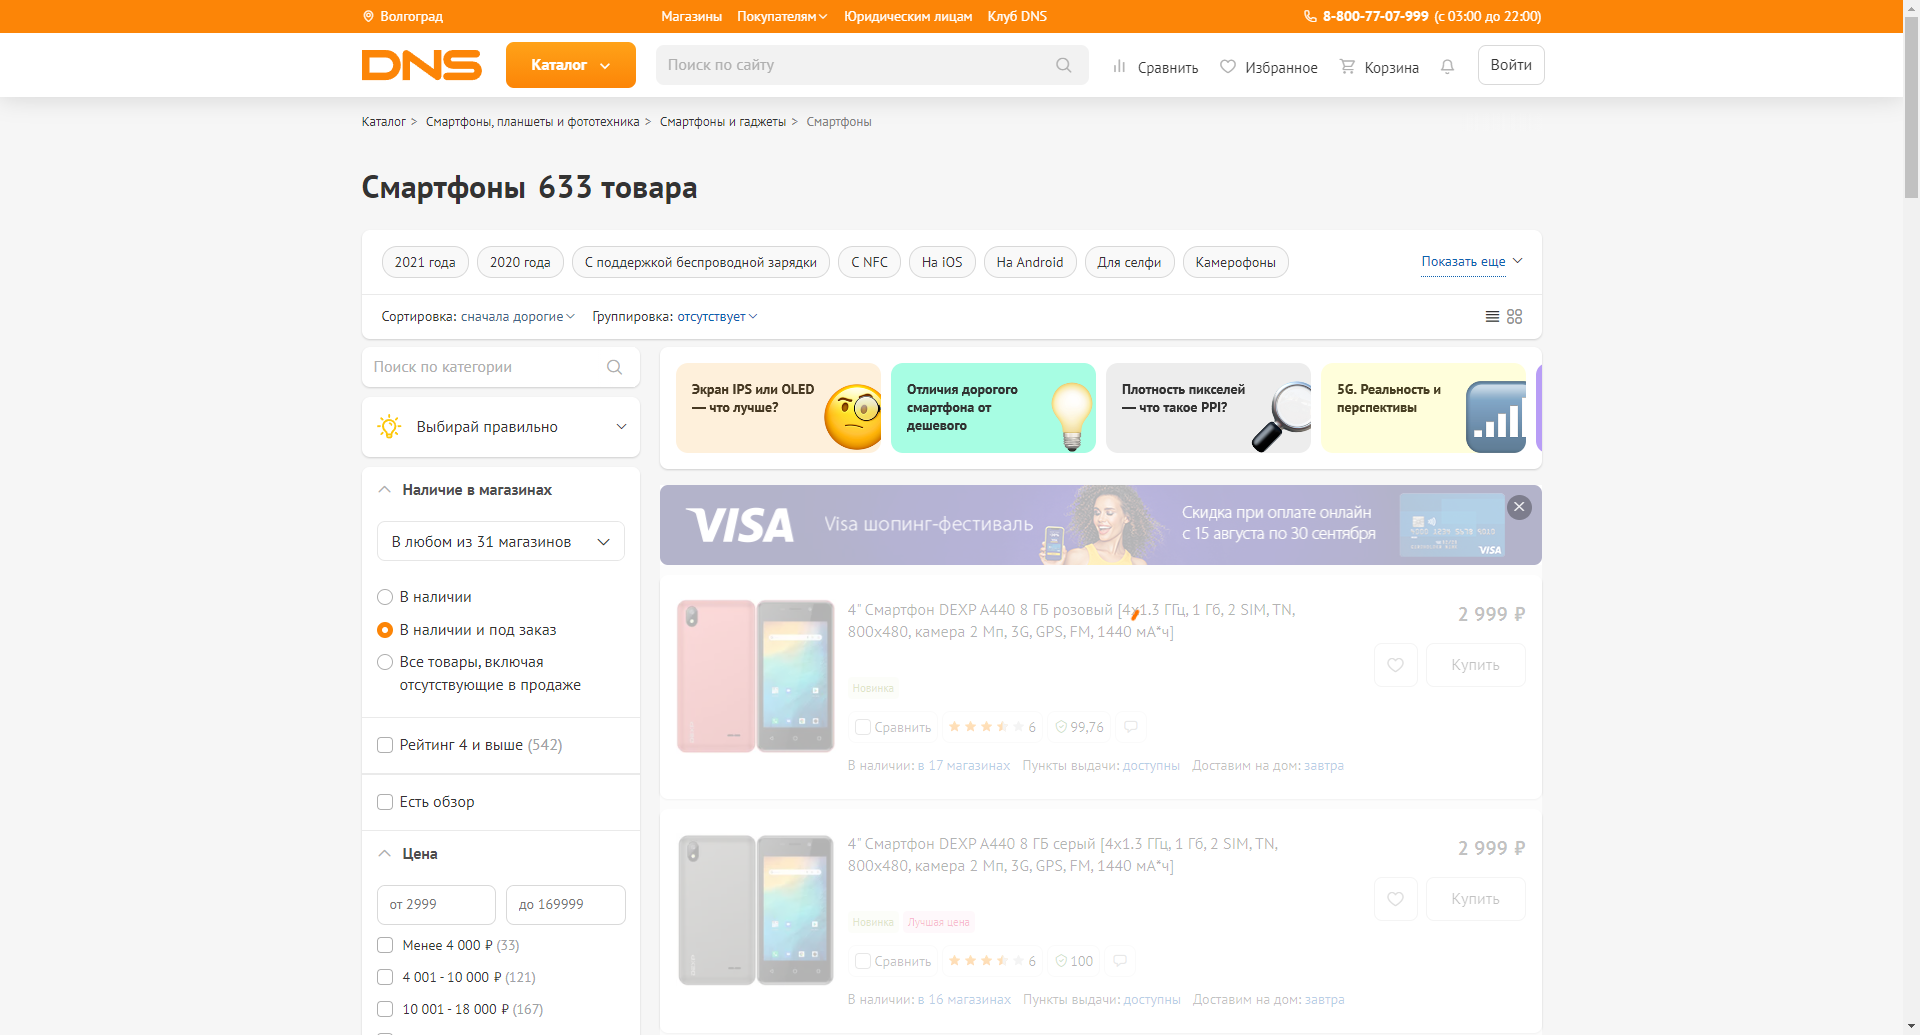 Волгоград
Магазины Покупателям Юридическим лицам Клуб DNS
8-800-77-07-999 (с 03:00 до 22:00)
DNS
Каталог
Поиск по сайту
Сравнить
Избранное
Корзина
Войти
Каталог > Смартфоны, планшеты и фототехника > Смартфоны и гаджеты > Смартфоны
Смартфоны 633 товара
2021 года
2020 года
С поддержкой беспроводной зарядки
С NFC
На iOS
На Android
Для селфи
Камерофоны
Показать еще
Сортировка: сначала дорогие Группировка: отсутствует
Поиск по категории
Выбирай правильно
Наличие в магазинах
В любом из 31 магазинов
В наличии
В наличии и под заказ
Все товары, включая
отсутствующие в продаже
Рейтинг 4 и выше (542)
Есть обзор
Цена
от 2999
до 169999
Менее 4 000 ₽ (33)
4 001 - 10 000 ₽ (121)
10 001 - 18 000 ₽ (167)
Экран IPS или OLED
— что лучше?
Отличия дорогого
смартфона от
дешевого
Плотность пикселей
— что такое PPI?
5G. Реальность и
перспективы
VISA
Visa шопинг-фестиваль
Скидка при оплате онлайн
с 15 августа по 30 сентября
VISA
4" Смартфон DEXP A440 8 ГБ розовый [4x1.3 ГГц, 1 Гб, 2 SIM, TN,
800x480, камера 2 Мп, 3G, GPS, FM, 1440 мА*ч]
2 999 ₽
Купить
Новинка
Сравнить
6
99,76
В наличии: в 17 магазинах Пункты выдачи: доступны Доставим на дом: завтра
4" Смартфон DEXP A440 8 ГБ серый [4x1.3 ГГц, 1 Гб, 2 SIM, TN,
800x480, камера 2 Мп, 3G, GPS, FM, 1440 мА*ч]
2 999 ₽
Купить
Новинка
Лучшая цена
Сравнить
6
100
В наличии: в 16 магазинах Пункты выдачи: доступны Доставим на дом: завтра